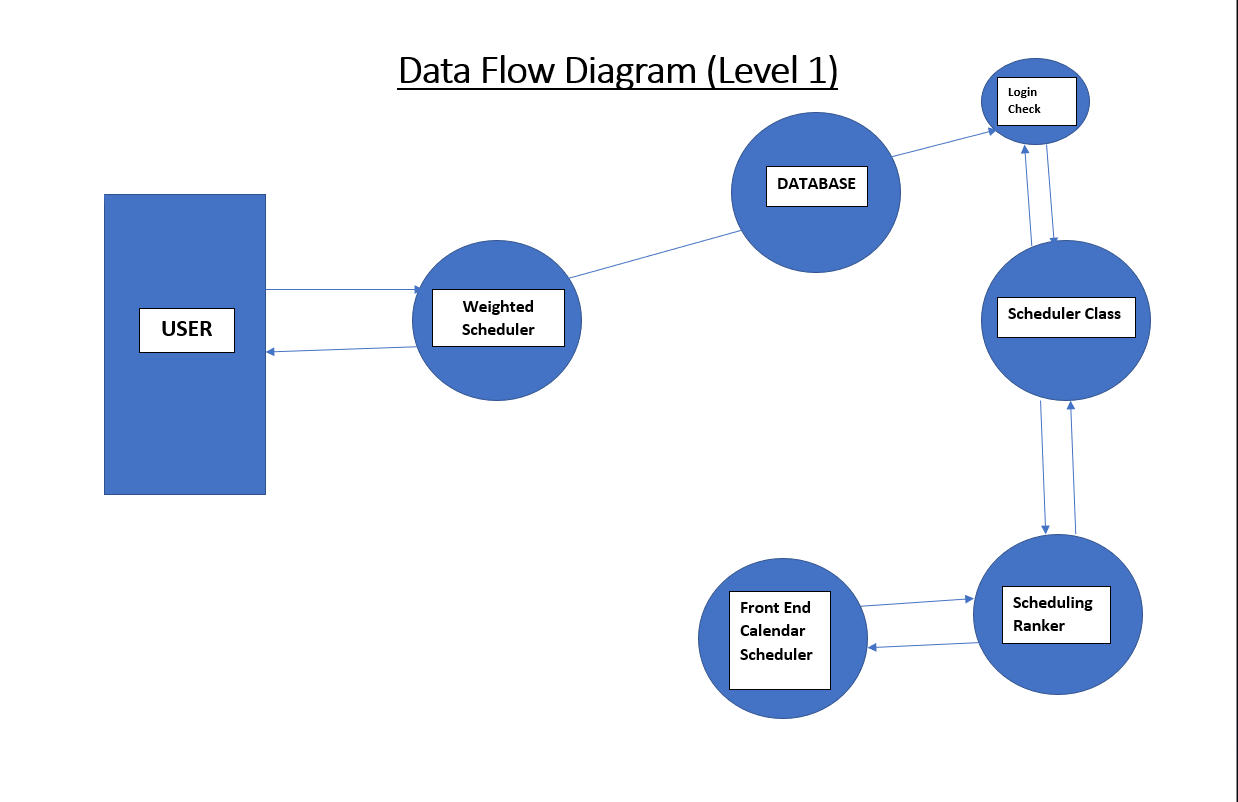 Data Flow Diagram (Level 1)
Login
Check
DATABASE
USER
Weighted
Scheduler
Scheduler Class
Front End
Calendar
Scheduler
Scheduling
Ranker